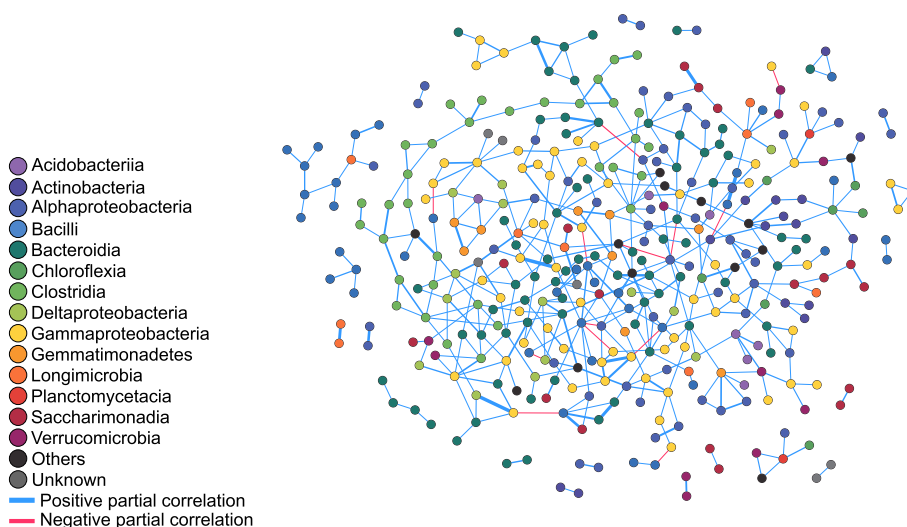 Acidobacteriia
Actinobacteria
Alphaproteobacteria
Bacilli
Bacteroidia
Chloroflexia
Clostridia
Deltaproteobacteria
Gammaproteobacteria
Gemmatimonadetes
Longimicrobia
Planctomycetacia
Saccharimonadia
Verrucomicrobia
Others
Unknown
Positive partial correlation
Negative partial correlation